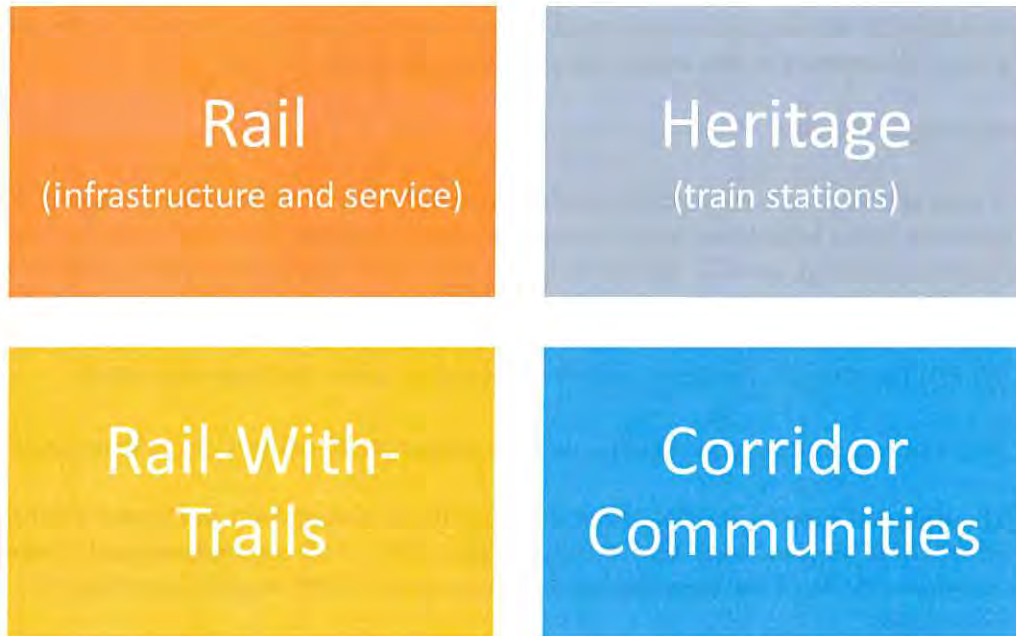 Rail
(infrastructure and service)
Heritage
(train stations)
Rail-With-
Trails
Corridor
Communities